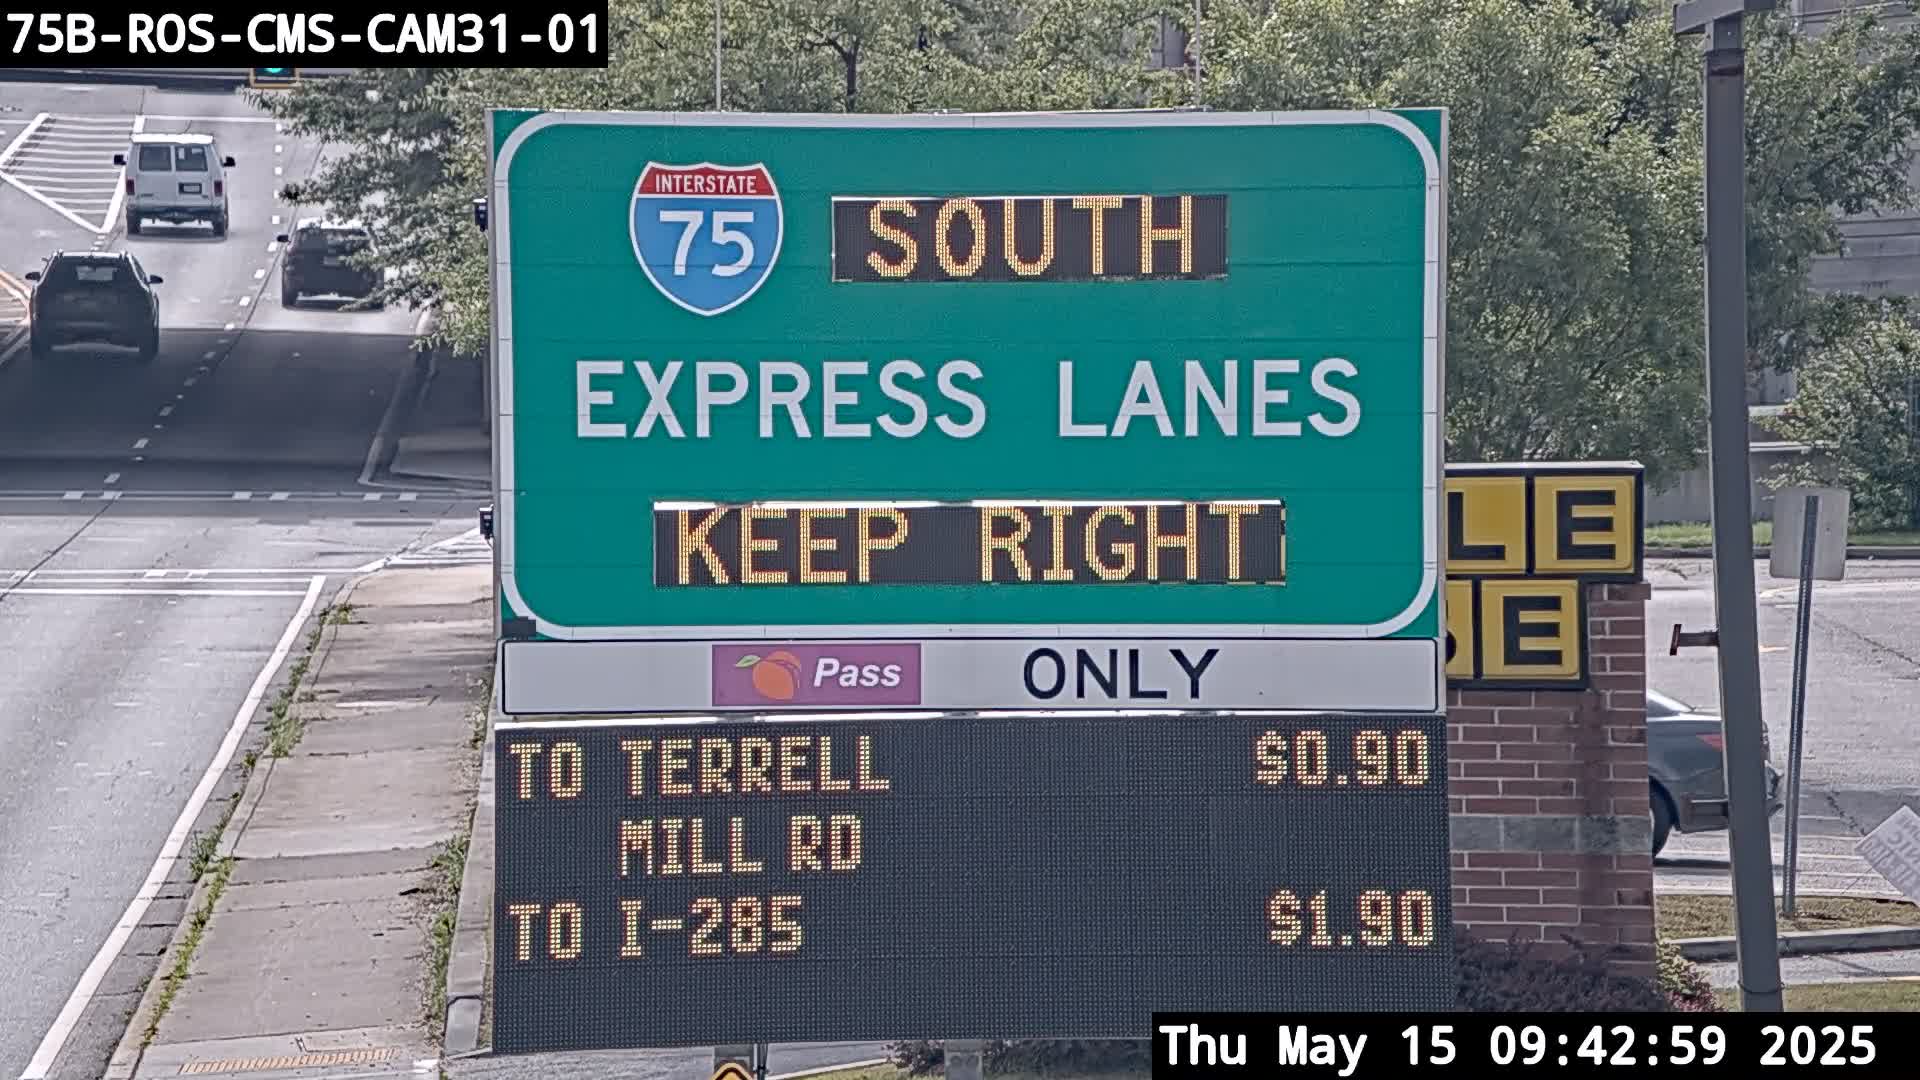 75B-ROS-CMS-CAM31-01
INTERSTATE
75
SOUTH
EXPRESS LANES
KEEP RIGHT
Pass ONLY
TO TERRELL $0.90
MILL RD
TO I-285 $1.90
LE
E
Thu May 15 09:42:59 2025